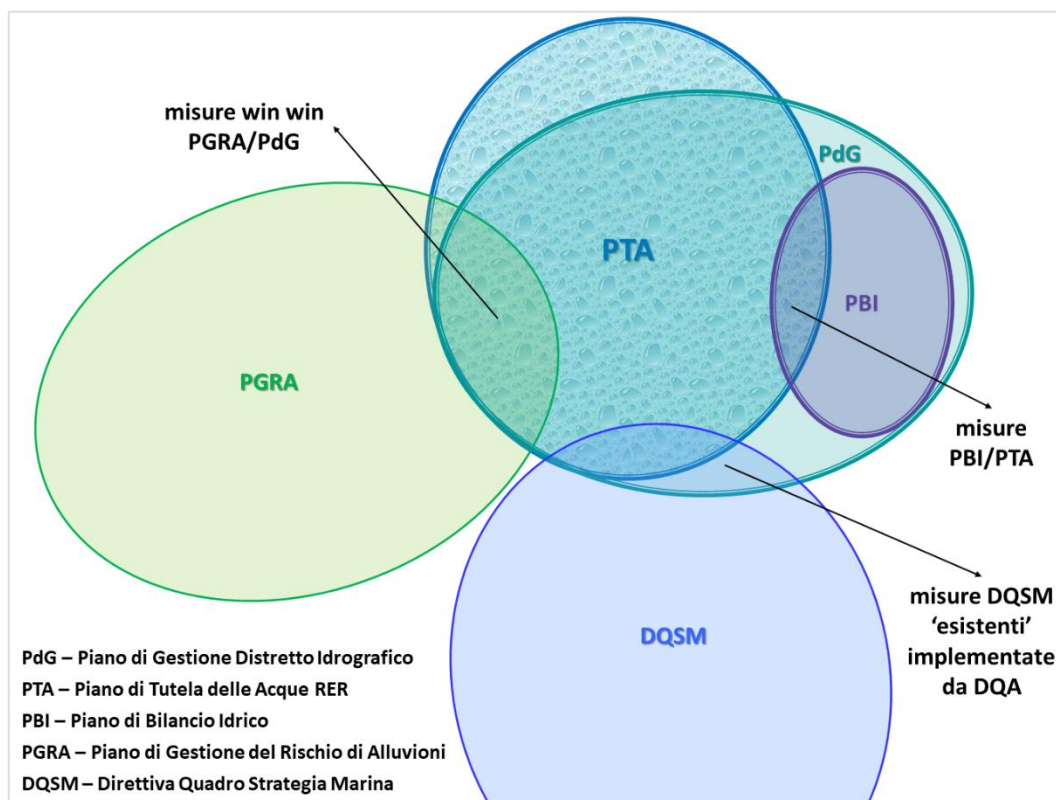 misure win win
PGRA/PdG
PdG
PTA
PBI
PGRA
misure
PBI/PTA
misure DQSM
‘esistenti’
implementate
da DQA
DQSM
PdG – Piano di Gestione Distretto Idrografico
PTA – Piano di Tutela delle Acque RER
PBI – Piano di Bilancio Idrico
PGRA – Piano di Gestione del Rischio di Alluvioni
DQSM – Direttiva Quadro Strategia Marina